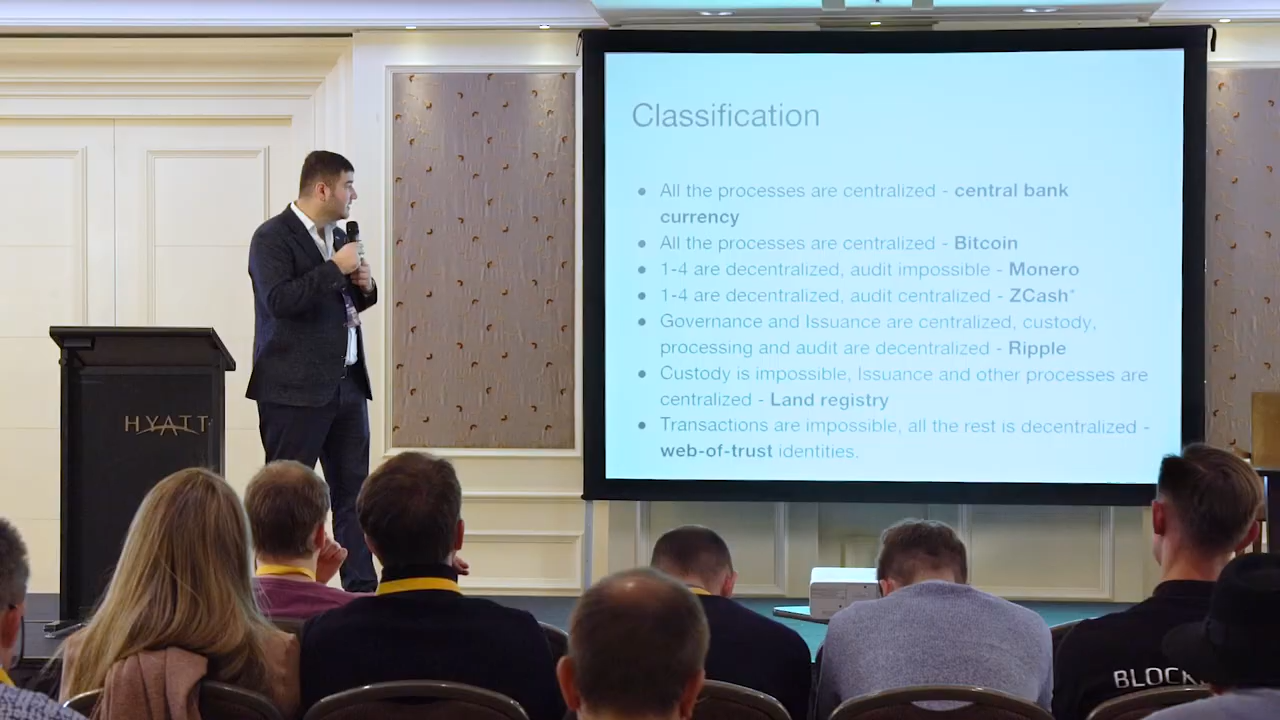 Classification
• All the processes are centralized - central bank
currency
• All the processes are centralized - Bitcoin
• 1-4 are decentralized, audit impossible - Monero
• 1-4 are decentralized, audit centralized - ZCash*
• Governance and Issuance are centralized, custody,
processing and audit are decentralized - Ripple
• Custody is impossible, Issuance and other processes are
centralized - Land registry
• Transactions are impossible, all the rest is decentralized -
web-of-trust identities.
HYATT
BLOCK